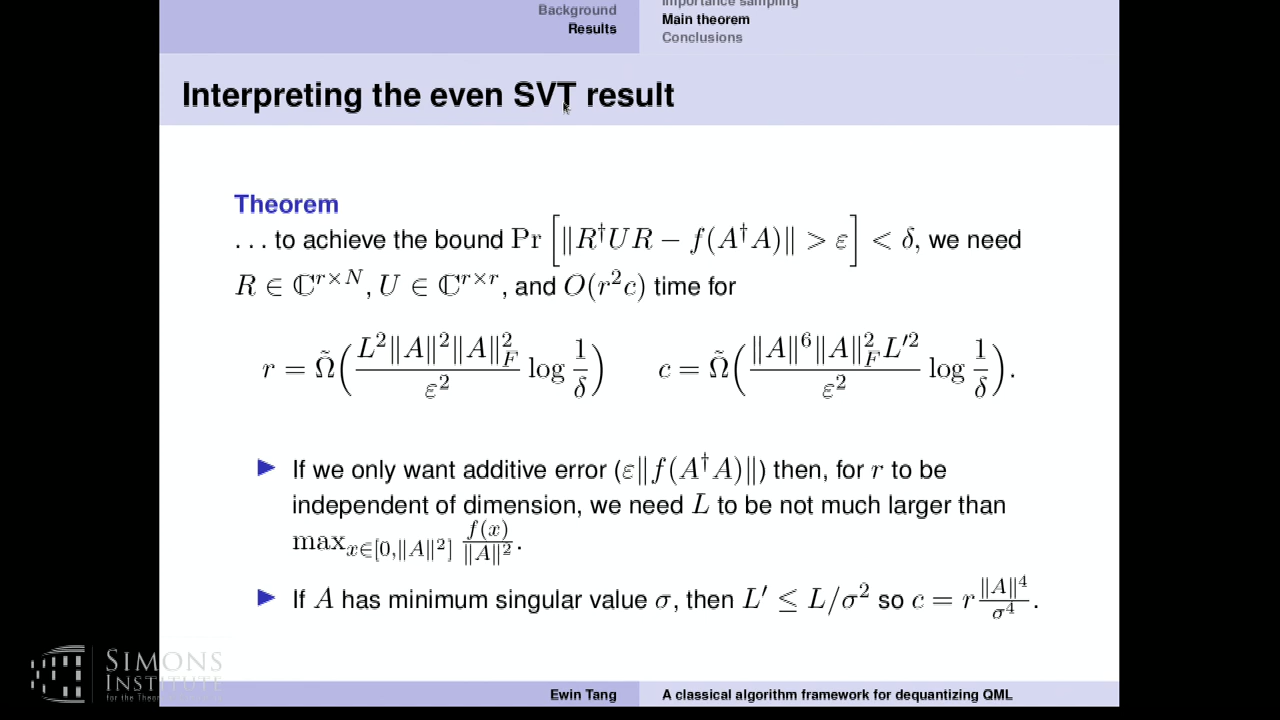 Background
Results
Importance sampling
Main theorem
Conclusions
Interpreting the even SVT result
Theorem
. . . to achieve the bound Pr[‖R†UR − f(A†A)‖ > ε] < δ, we need
R ∈ ℂ^{r×N}, U ∈ ℂ^{r×r}, and O(r²c) time for
r = Ω̃(L²‖A‖²‖A‖_F² / ε² log 1/δ)  c = Ω̃(‖A‖⁶‖A‖_F² L′² / ε² log 1/δ).
▶ If we only want additive error (ε‖f(A†A)‖) then, for r to be
independent of dimension, we need L to be not much larger than
max_{x∈[0,‖A‖²]} f(x)/‖A‖².
▶ If A has minimum singular value σ, then L′ ≤ L/σ² so c = r ‖A‖⁴/σ⁴.
SIMONS
INSTITUTE
for the Theor
Ewin Tang
A classical algorithm framework for dequantizing QML